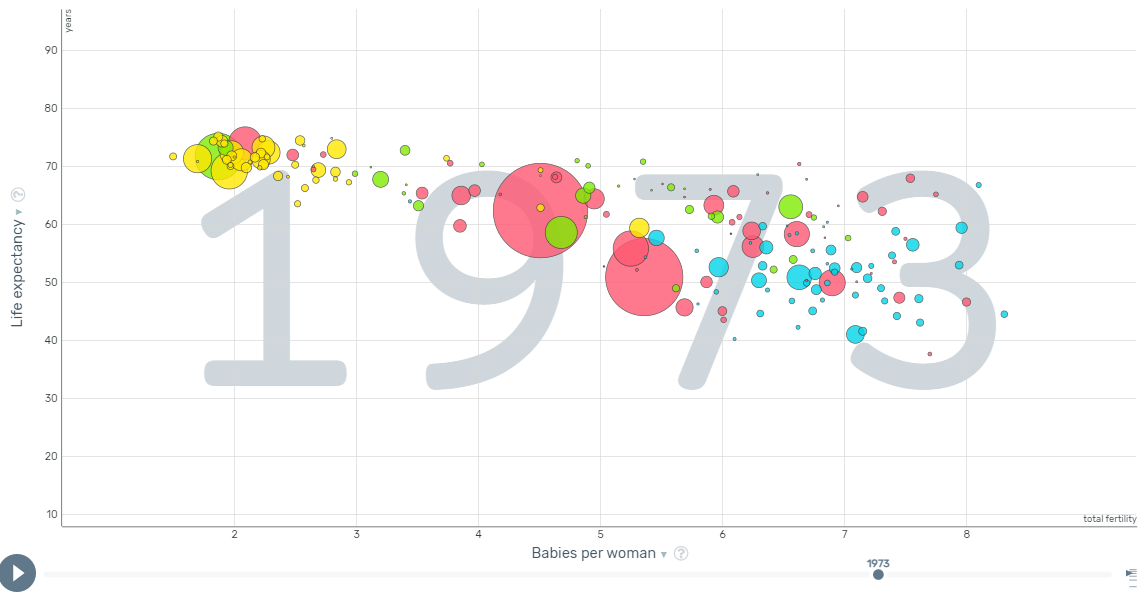 years
90
80
70
60
50
40
30
20
10
Life expectancy ▾ ?
1973
total fertility
2 3 4 5 6 7 8
Babies per woman ▾ ?
1973